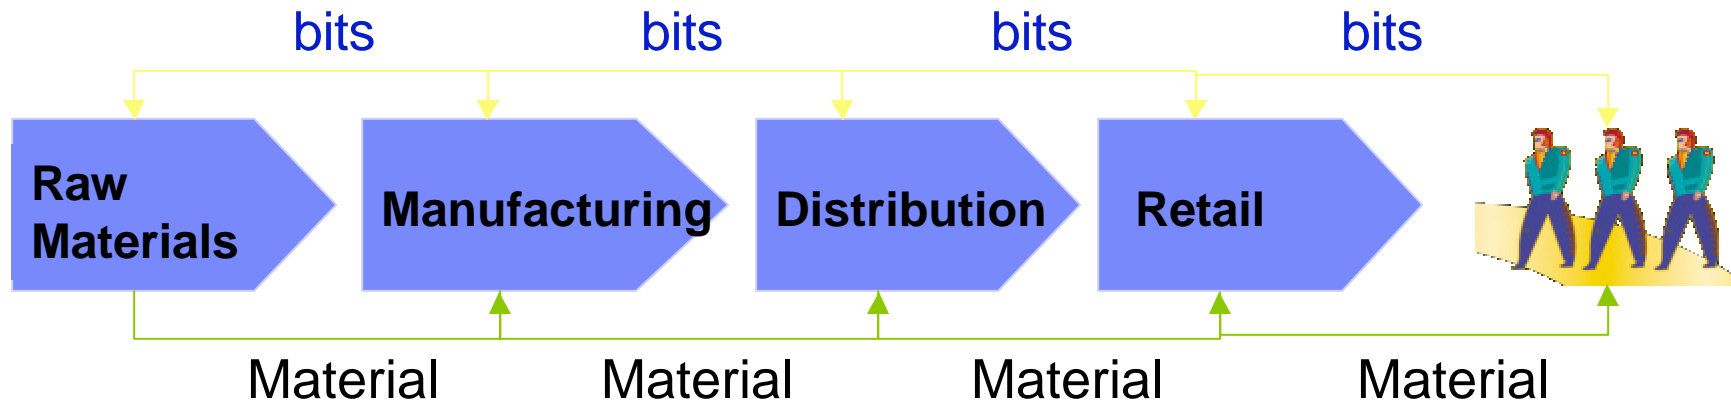 bits bits bits bits
Raw
Materials
Manufacturing
Distribution
Retail
Material Material Material Material